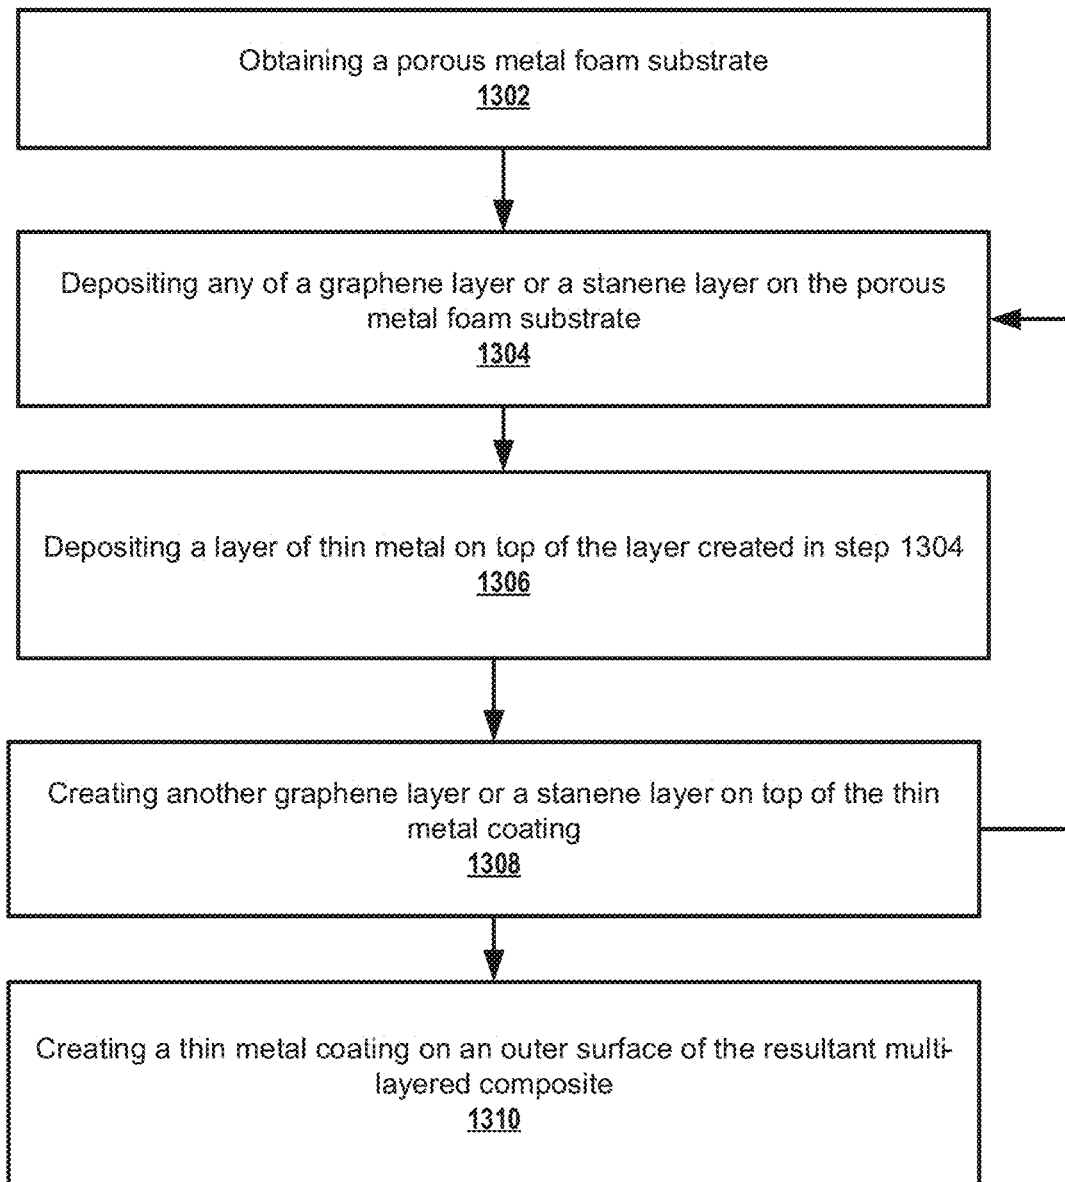 Obtaining a porous metal foam substrate
1302
Depositing any of a graphene layer or a stanene layer on the porous
metal foam substrate
1304
Depositing a layer of thin metal on top of the layer created in step 1304
1306
Creating another graphene layer or a stanene layer on top of the thin
metal coating
1308
Creating a thin metal coating on an outer surface of the resultant multi-
layered composite
1310